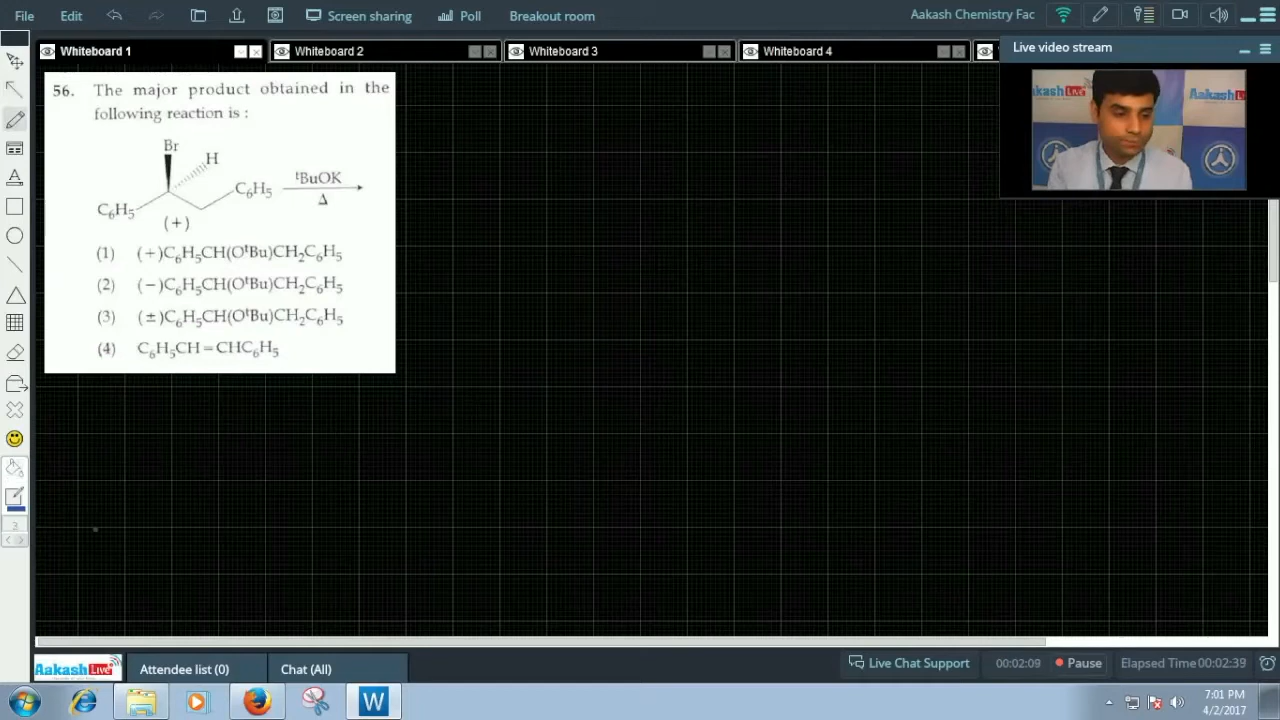 File Edit Screen sharing Poll Breakout room Aakash Chemistry Fac
Whiteboard 1 Whiteboard 2 Whiteboard 3 Whiteboard 4
Live video stream
56. The major product obtained in the
following reaction is :
Br
H
C₆H₅
ᵗBuOK
Δ
C₆H₅
(+)
(1) (+)C₆H₅CH(OᵗBu)CH₂C₆H₅
(2) (−)C₆H₅CH(OᵗBu)CH₂C₆H₅
(3) (±)C₆H₅CH(OᵗBu)CH₂C₆H₅
(4) C₆H₅CH=CHC₆H₅
3
Aakash Live Attendee list (0) Chat (All) Live Chat Support 00:02:09 Pause Elapsed Time 00:02:39
7:01 PM
4/2/2017